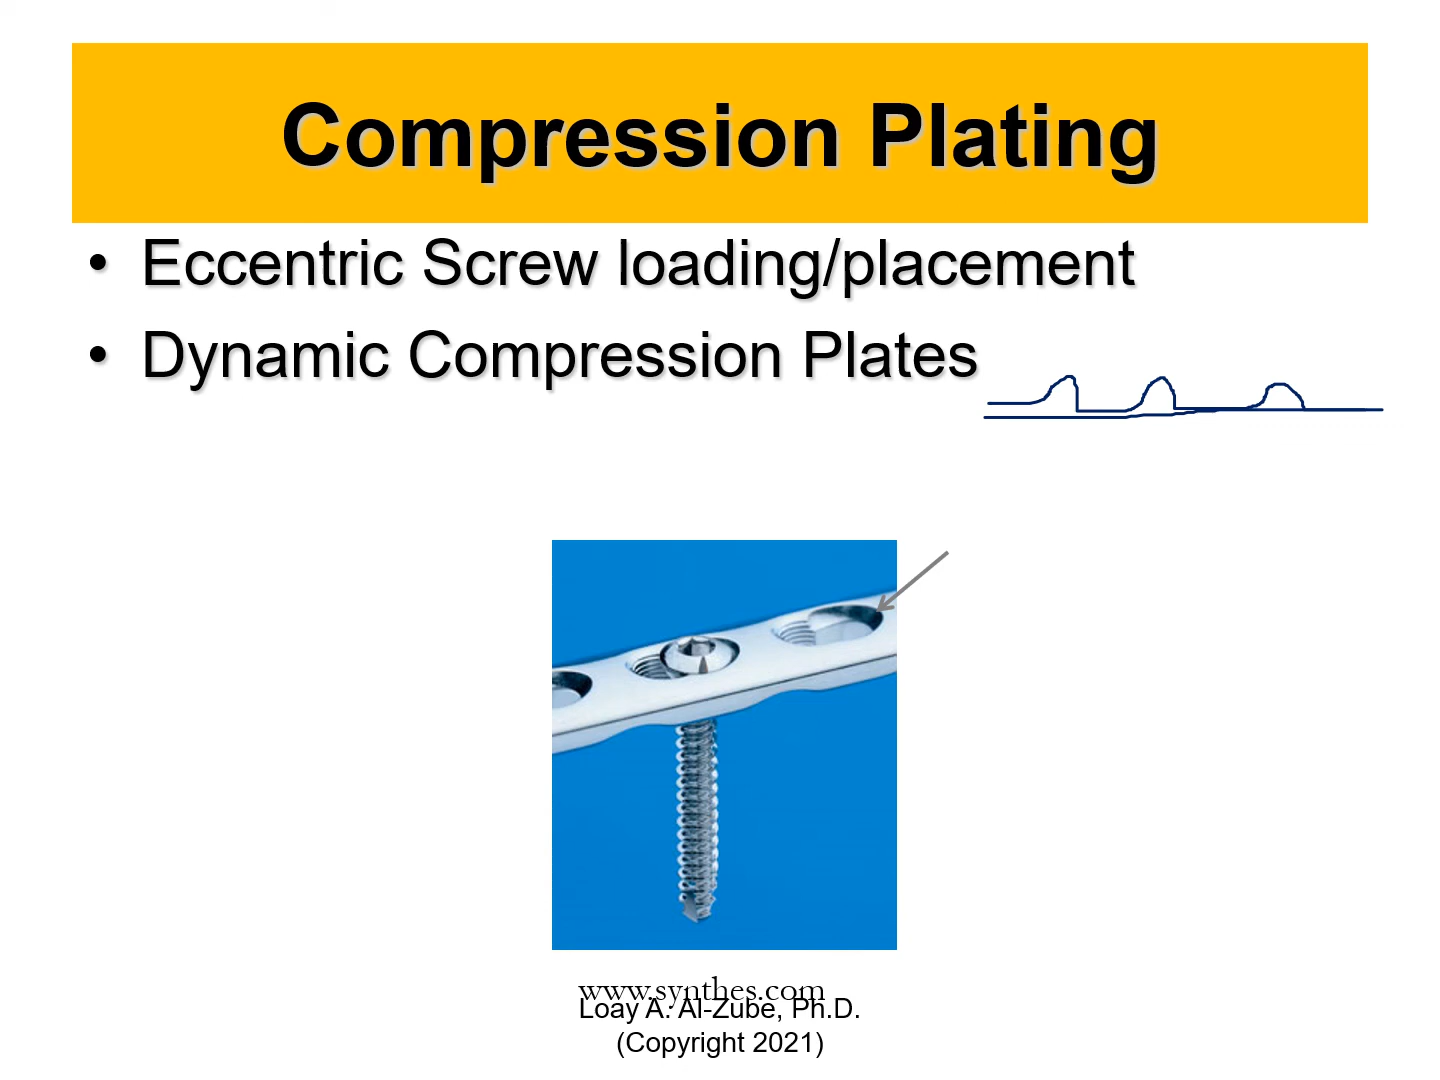 Compression Plating
• Eccentric Screw loading/placement
• Dynamic Compression Plates
www.synthes.com
Loay A. Al-Zube, Ph.D.
(Copyright 2021)